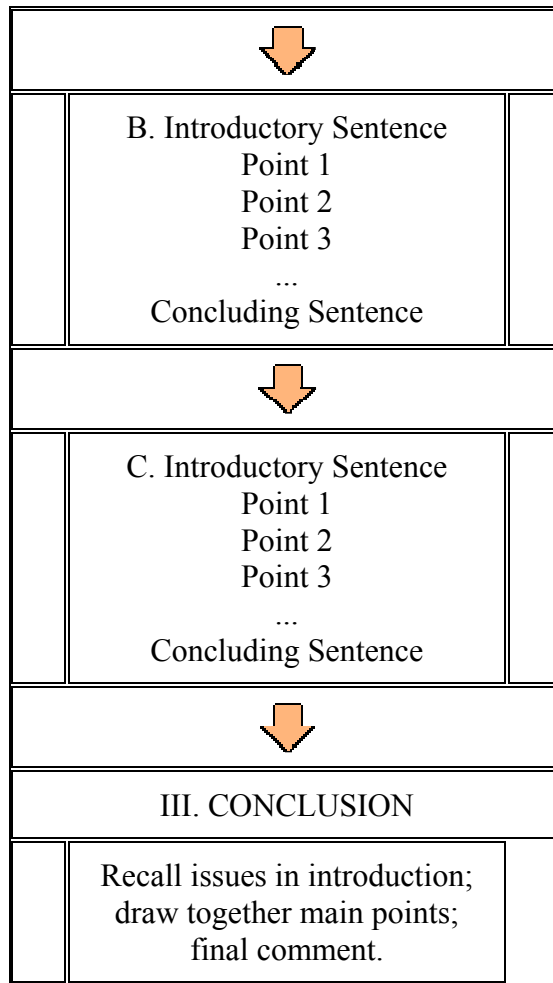 B. Introductory Sentence
Point 1
Point 2
Point 3
...
Concluding Sentence
C. Introductory Sentence
Point 1
Point 2
Point 3
...
Concluding Sentence
III. CONCLUSION
Recall issues in introduction;
draw together main points;
final comment.